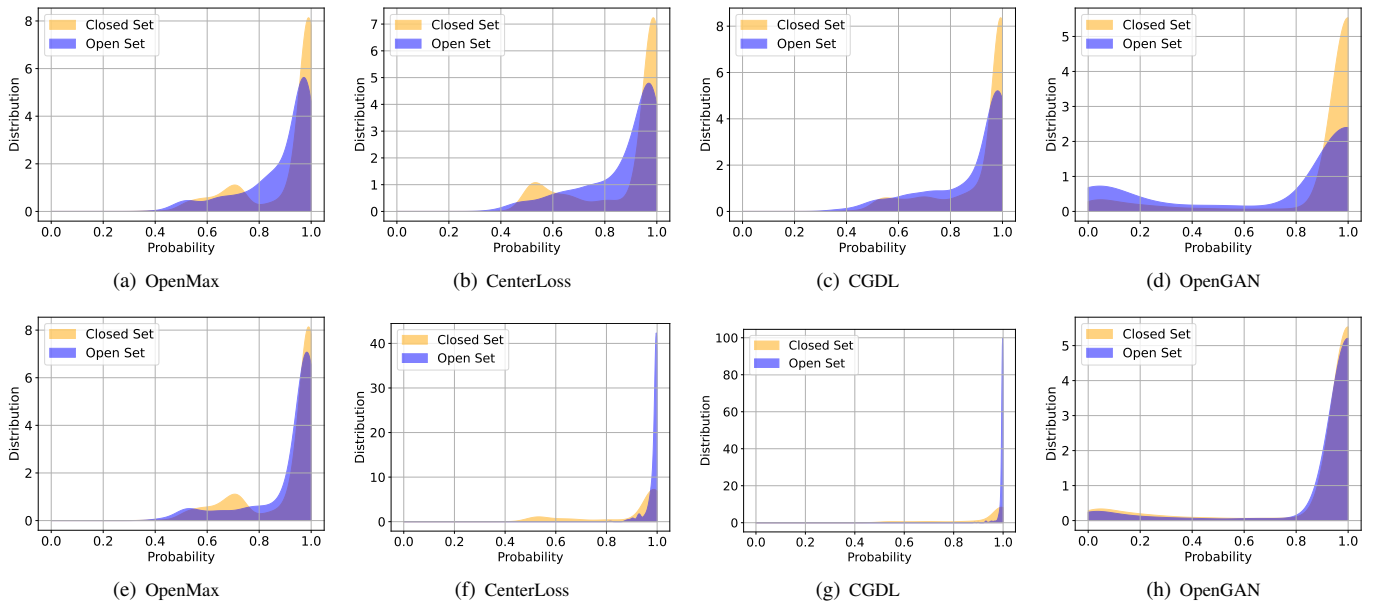 Closed Set
Open Set
8
6
4
2
0
Distribution
0.0 0.2 0.4 0.6 0.8 1.0
Probability
(a) OpenMax
Closed Set
Open Set
7
6
5
4
3
2
1
0
Distribution
0.0 0.2 0.4 0.6 0.8 1.0
Probability
(b) CenterLoss
Closed Set
Open Set
8
6
4
2
0
Distribution
0.0 0.2 0.4 0.6 0.8 1.0
Probability
(c) CGDL
Closed Set
Open Set
5
4
3
2
1
0
Distribution
0.0 0.2 0.4 0.6 0.8 1.0
Probability
(d) OpenGAN
Closed Set
Open Set
8
6
4
2
0
Distribution
0.0 0.2 0.4 0.6 0.8 1.0
Probability
(e) OpenMax
Closed Set
Open Set
40
30
20
10
0
Distribution
0.0 0.2 0.4 0.6 0.8 1.0
Probability
(f) CenterLoss
Closed Set
Open Set
100
80
60
40
20
0
Distribution
0.0 0.2 0.4 0.6 0.8 1.0
Probability
(g) CGDL
Closed Set
Open Set
5
4
3
2
1
0
Distribution
0.0 0.2 0.4 0.6 0.8 1.0
Probability
(h) OpenGAN